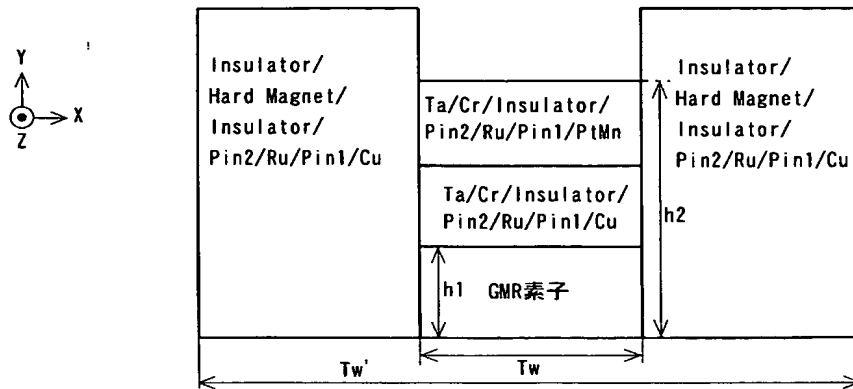 Y
X
Z
Insulator/
Hard Magnet/
Insulator/
Pin2/Ru/Pin1/Cu
Ta/Cr/Insulator/
Pin2/Ru/Pin1/PtMn
Ta/Cr/Insulator/
Pin2/Ru/Pin1/Cu
h1 GMR素子
Insulator/
Hard Magnet/
Insulator/
Pin2/Ru/Pin1/Cu
h2
Tw' Tw